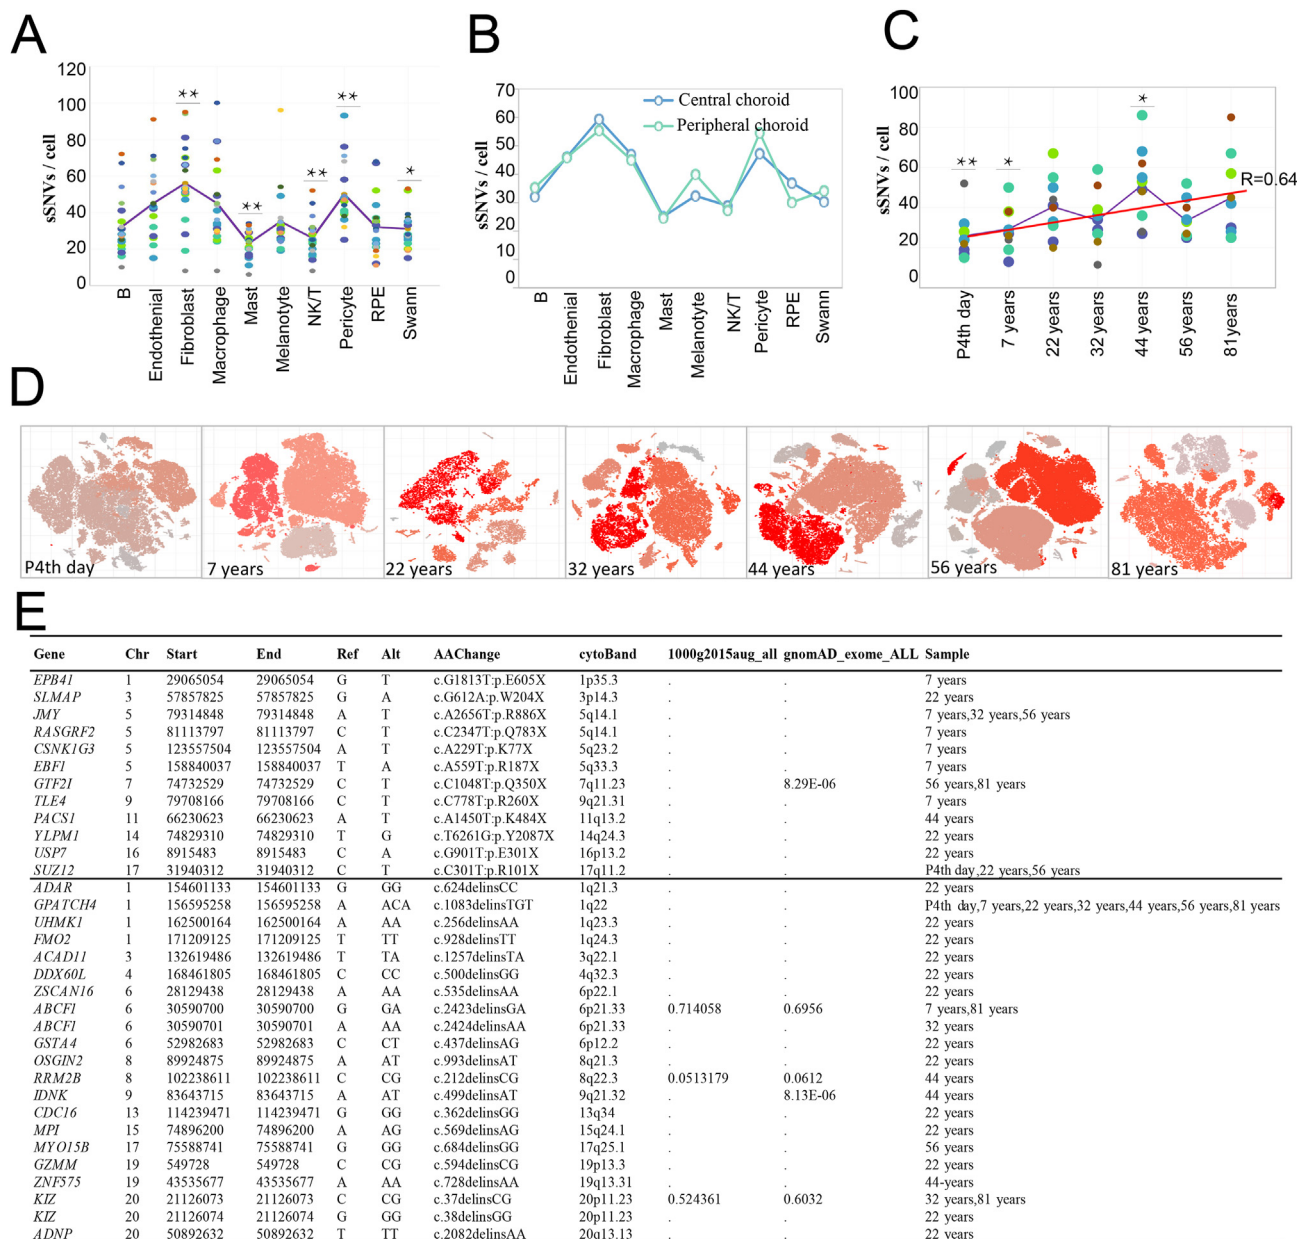 A
B
C
sSNVs / cell
120
100
80
60
40
20
0
**
**
**
**
*
B
Endothenial
Fibroblast
Macrophage
Mast
Melanotyte
NK/T
Pericyte
RPE
Swann
sSNVs / cell
70
60
50
40
30
20
10
0
Central choroid
Peripheral choroid
B
Endothenial
Fibroblast
Macrophage
Mast
Melanotyte
NK/T
Pericyte
RPE
Swann
sSNVs / cell
100
80
60
40
20
0
**
*
*
R=0.64
P4th day
7 years
22 years
32 years
44 years
56 years
81years
D
P4th day
7 years
22 years
32 years
44 years
56 years
81 years
E
Gene Chr Start End Ref Alt AAChange cytoBand 1000g2015aug_all gnomAD_exome_ALL Sample
EPB41 1 29065054 29065054 G T c.G1813T:p.E605X 1p35.3 . . 7 years
SLMAP 3 57857825 57857825 G A c.G612A:p.W204X 3p14.3 . . 22 years
JMY 5 79314848 79314848 A T c.A2656T:p.R886X 5q14.1 . . 7 years,32 years,56 years
RASGRF2 5 81113797 81113797 C T c.C2347T:p.Q783X 5q14.1 . . 7 years
CSNK1G3 5 123557504 123557504 A T c.A229T:p.K77X 5q23.2 . . 7 years
EBF1 5 158840037 158840037 T A c.A559T:p.R187X 5q33.3 . . 7 years
GTF2I 7 74732529 74732529 C T c.C1048T:p.Q350X 7q11.23 . 8.29E-06 56 years,81 years
TLE4 9 79708166 79708166 C T c.C778T:p.R260X 9q21.31 . . 7 years
PACS1 11 66230623 66230623 A T c.A1450T:p.K484X 11q13.2 . . 44 years
YLPM1 14 74829310 74829310 T G c.T6261G:p.Y2087X 14q24.3 . . 22 years
USP7 16 8915483 8915483 C A c.G901T:p.E301X 16p13.2 . . 22 years
SUZ12 17 31940312 31940312 C T c.C301T:p.R101X 17q11.2 . . P4th day,22 years,56 years
ADAR 1 154601133 154601133 G GG c.624delinsCC 1q21.3 . . 22 years
GPATCH4 1 156595258 156595258 A ACA c.1083delinsTGT 1q22 . . P4th day,7 years,22 years,32 years,44 years,56 years,81 years
UHMK1 1 162500164 162500164 A AA c.256delinsAA 1q23.3 . . 22 years
FMO2 1 171209125 171209125 T TT c.928delinsTT 1q24.3 . . 22 years
ACAD11 3 132619486 132619486 T TA c.1257delinsTA 3q22.1 . . 22 years
DDX60L 4 168461805 168461805 C CC c.500delinsGG 4q32.3 . . 22 years
ZSCAN16 6 28129438 28129438 A AA c.535delinsAA 6p22.1 . . 22 years
ABCF1 6 30590700 30590700 G GA c.2423delinsGA 6p21.33 0.714058 0.6956 7 years,81 years
ABCF1 6 30590701 30590701 A AA c.2424delinsAA 6p21.33 . . 32 years
GSTA4 6 52982683 52982683 C CT c.437delinsAG 6p12.2 . . 22 years
OSGIN2 8 89924875 89924875 A AT c.993delinsAT 8q21.3 . . 22 years
RRM2B 8 102238611 102238611 C CG c.212delinsCG 8q22.3 0.0513179 0.0612 44 years
IDNK 9 83643715 83643715 A AT c.499delinsAT 9q21.32 . 8.13E-06 44 years
CDC16 13 114239471 114239471 G GG c.362delinsGG 13q34 . . 22 years
MPI 15 74896200 74896200 A AG c.569delinsAG 15q24.1 . . 22 years
MYO15B 17 75588741 75588741 G GG c.684delinsGG 17q25.1 . . 56 years
GZMM 19 549728 549728 C CG c.594delinsCG 19p13.3 . . 22 years
ZNF575 19 43535677 43535677 A AA c.728delinsAA 19q13.31 . . 44-years
KIZ 20 21126073 21126073 C CG c.37delinsCG 20p11.23 0.524361 0.6032 32 years,81 years
KIZ 20 21126074 21126074 G GG c.38delinsGG 20p11.23 . . 22 years
ADNP 20 50892632 50892632 T TT c.2082delinsAA 20q13.13 . . 22 years